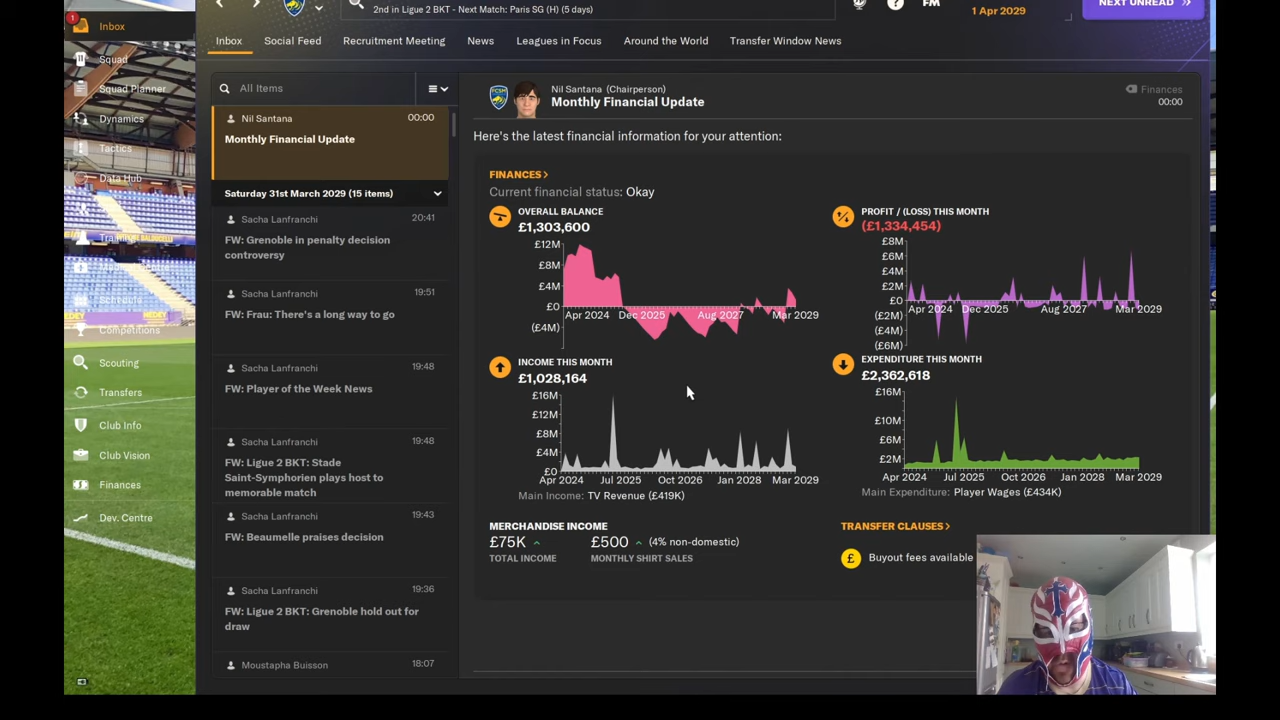 1
Inbox
Squad
Squad Planner
Dynamics
Tactics
Data Hub
Training
Schedule
Competitions
Scouting
Transfers
Club Info
Club Vision
Finances
Dev. Centre
2nd in Ligue 2 BKT - Next Match: Paris SG (H) (5 days)
FM
1 Apr 2029
NEXT UNREAD
Inbox
Social Feed
Recruitment Meeting
News
Leagues in Focus
Around the World
Transfer Window News
All Items
Nil Santana
00:00
Monthly Financial Update
Saturday 31st March 2029 (15 items)
Sacha Lanfranchi
20:41
FW: Grenoble in penalty decision
controversy
Sacha Lanfranchi
19:51
FW: Frau: There's a long way to go
Sacha Lanfranchi
19:48
FW: Player of the Week News
Sacha Lanfranchi
19:48
FW: Ligue 2 BKT: Stade
Saint-Symphorien plays host to
memorable match
Sacha Lanfranchi
19:43
FW: Beaumelle praises decision
Sacha Lanfranchi
19:36
FW: Ligue 2 BKT: Grenoble hold out for
draw
Moustapha Buisson
18:07
FCSM
Nil Santana (Chairperson)
Monthly Financial Update
Finances
00:00
Here's the latest financial information for your attention:
FINANCES >
Current financial status: Okay
OVERALL BALANCE
£1,303,600
£12M
£8M
£4M
£0
(£4M)
Apr 2024
Dec 2025
Aug 2027
Mar 2029
PROFIT / (LOSS) THIS MONTH
(£1,334,454)
£8M
£6M
£4M
£2M
£0
(£2M)
(£4M)
(£6M)
Apr 2024
Dec 2025
Aug 2027
Mar 2029
INCOME THIS MONTH
£1,028,164
£16M
£12M
£8M
£4M
£0
Apr 2024
Jul 2025
Oct 2026
Jan 2028
Mar 2029
Main Income: TV Revenue (£419K)
EXPENDITURE THIS MONTH
£2,362,618
£16M
£10M
£6M
£2M
Apr 2024
Jul 2025
Oct 2026
Jan 2028
Mar 2029
Main Expenditure: Player Wages (£434K)
MERCHANDISE INCOME
£75K
TOTAL INCOME
£500
(4% non-domestic)
MONTHLY SHIRT SALES
TRANSFER CLAUSES >
£
Buyout fees available